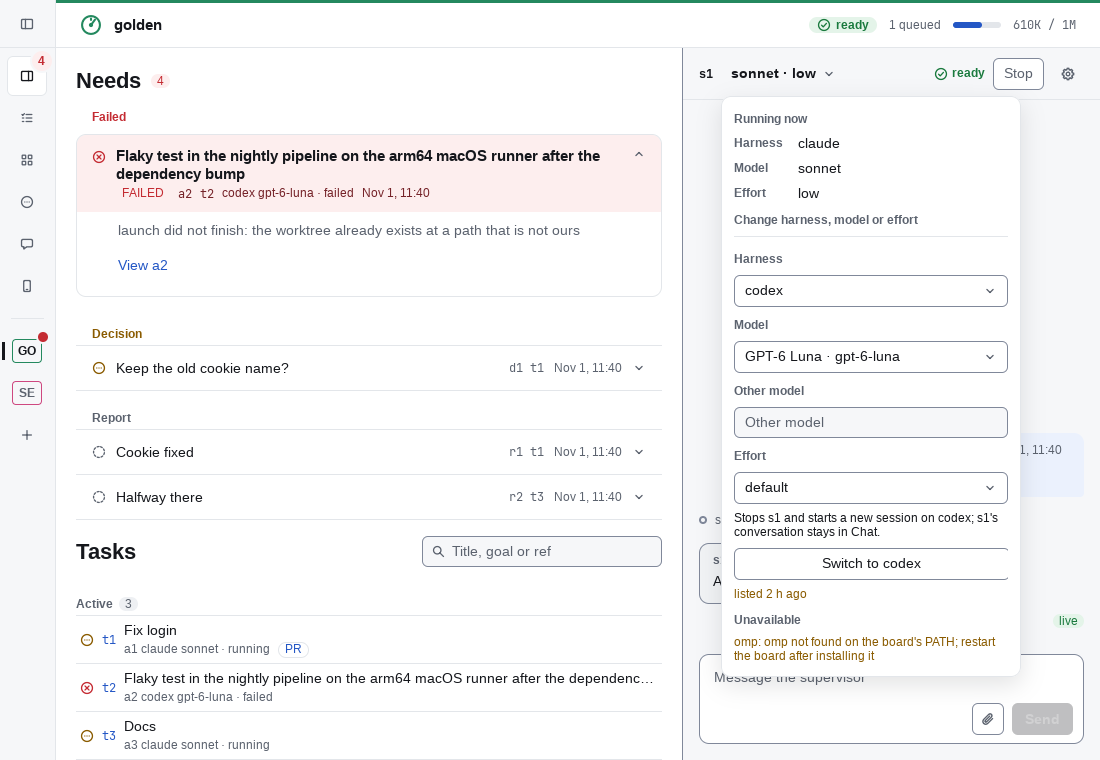 golden
ready
1 queued
610K / 1M
4
GO
SE
Needs 4
Failed
Flaky test in the nightly pipeline on the arm64 macOS runner after the
dependency bump
FAILED a2 t2 codex gpt-6-luna · failed Nov 1, 11:40
launch did not finish: the worktree already exists at a path that is not ours
View a2
Decision
Keep the old cookie name? d1 t1 Nov 1, 11:40
Report
Cookie fixed r1 t1 Nov 1, 11:40
Halfway there r2 t3 Nov 1, 11:40
Tasks
Title, goal or ref
Active 3
t1 Fix login
a1 claude sonnet · running PR
t2 Flaky test in the nightly pipeline on the arm64 macOS runner after the dependenc…
a2 codex gpt-6-luna · failed
t3 Docs
a3 claude sonnet · running
s1 sonnet · low
ready
Stop
Running now
Harness claude
Model sonnet
Effort low
Change harness, model or effort
Harness
codex
Model
GPT-6 Luna · gpt-6-luna
Other model
Other model
Effort
default
Stops s1 and starts a new session on codex; s1's
conversation stays in Chat.
Switch to codex
listed 2 h ago
Unavailable
omp: omp not found on the board's PATH; restart
the board after installing it
11:40
live
Message the supervisor
Send